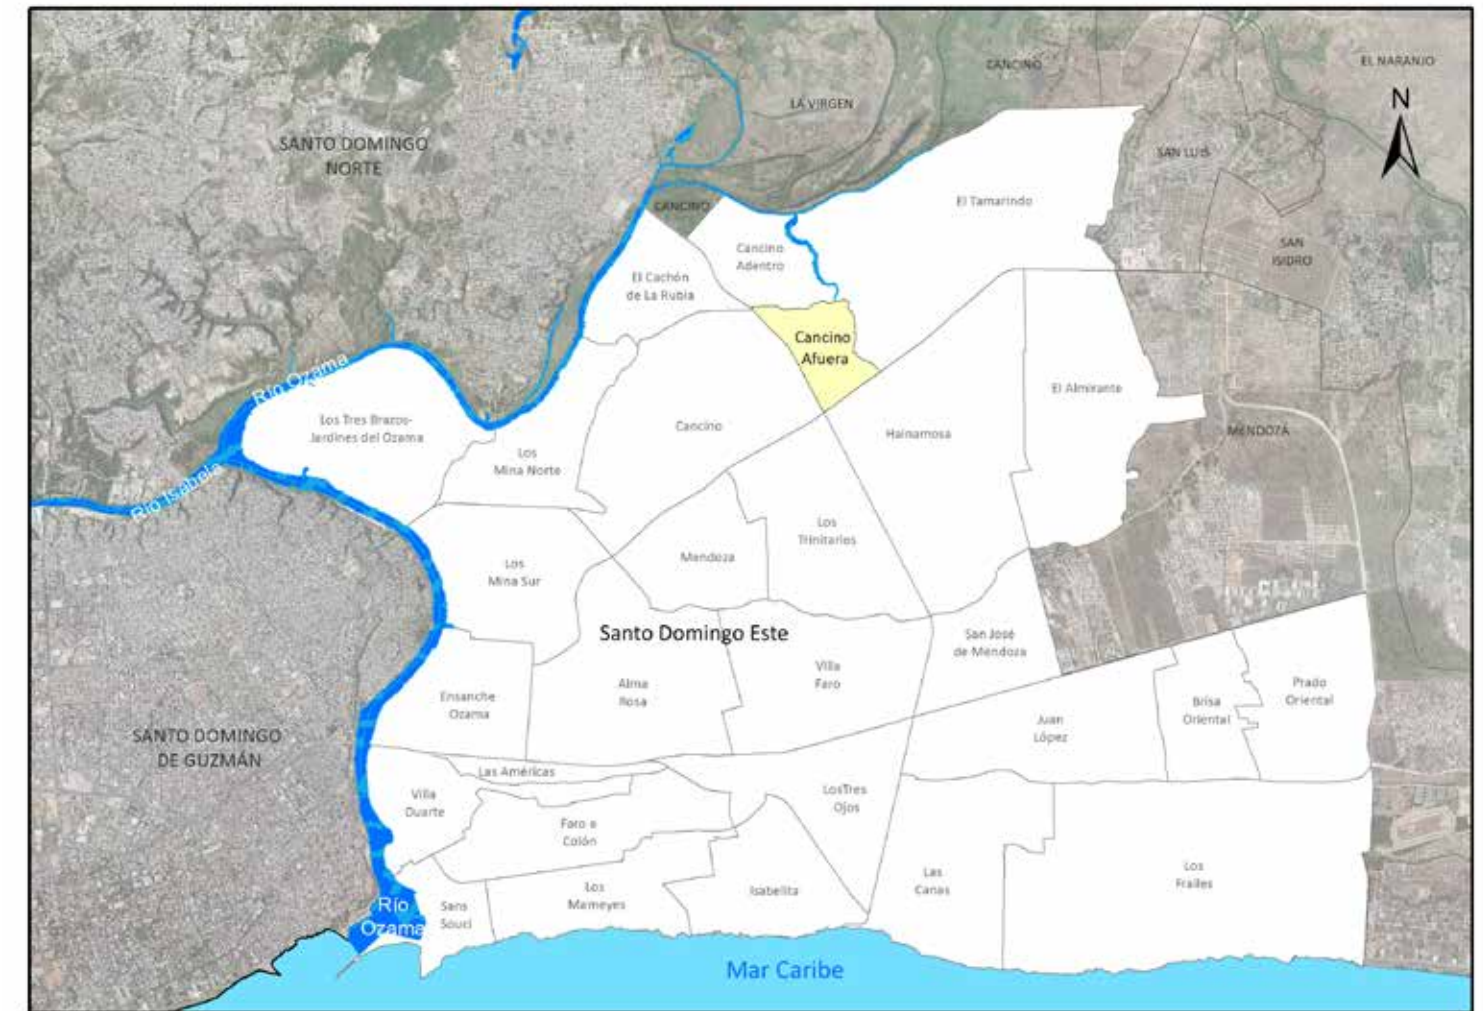 CANCINO
EL NARANJO
N
LA VIRGEN
SANTO DOMINGO
NORTE
SAN LUIS
CANCINO
El Tamarindo
Cancino
Adentro
SAN
ISIDRO
El Cachón
de La Rubia
Cancino
Afuera
Río Ozama
El Almirante
Los Tres Brazos-
Jardines del Ozama
Cancino
Hainamosa
MENDOZA
Los
Mina Norte
Río Isabela
Los
Trinitarios
Mendoza
Los
Mina Sur
Santo Domingo Este
San José
de Mendoza
Villa
Faro
Alma
Rosa
Ensanche
Ozama
Prado
Oriental
Brisa
Oriental
Juan
López
SANTO DOMINGO
DE GUZMÁN
Las Américas
Villa
Duarte
LosTres
Ojos
Faro a
Colón
Los
Frailes
Las
Canas
Los
Mameyes
Isabelita
Río
Ozama
Sans
Souci
Mar Caribe